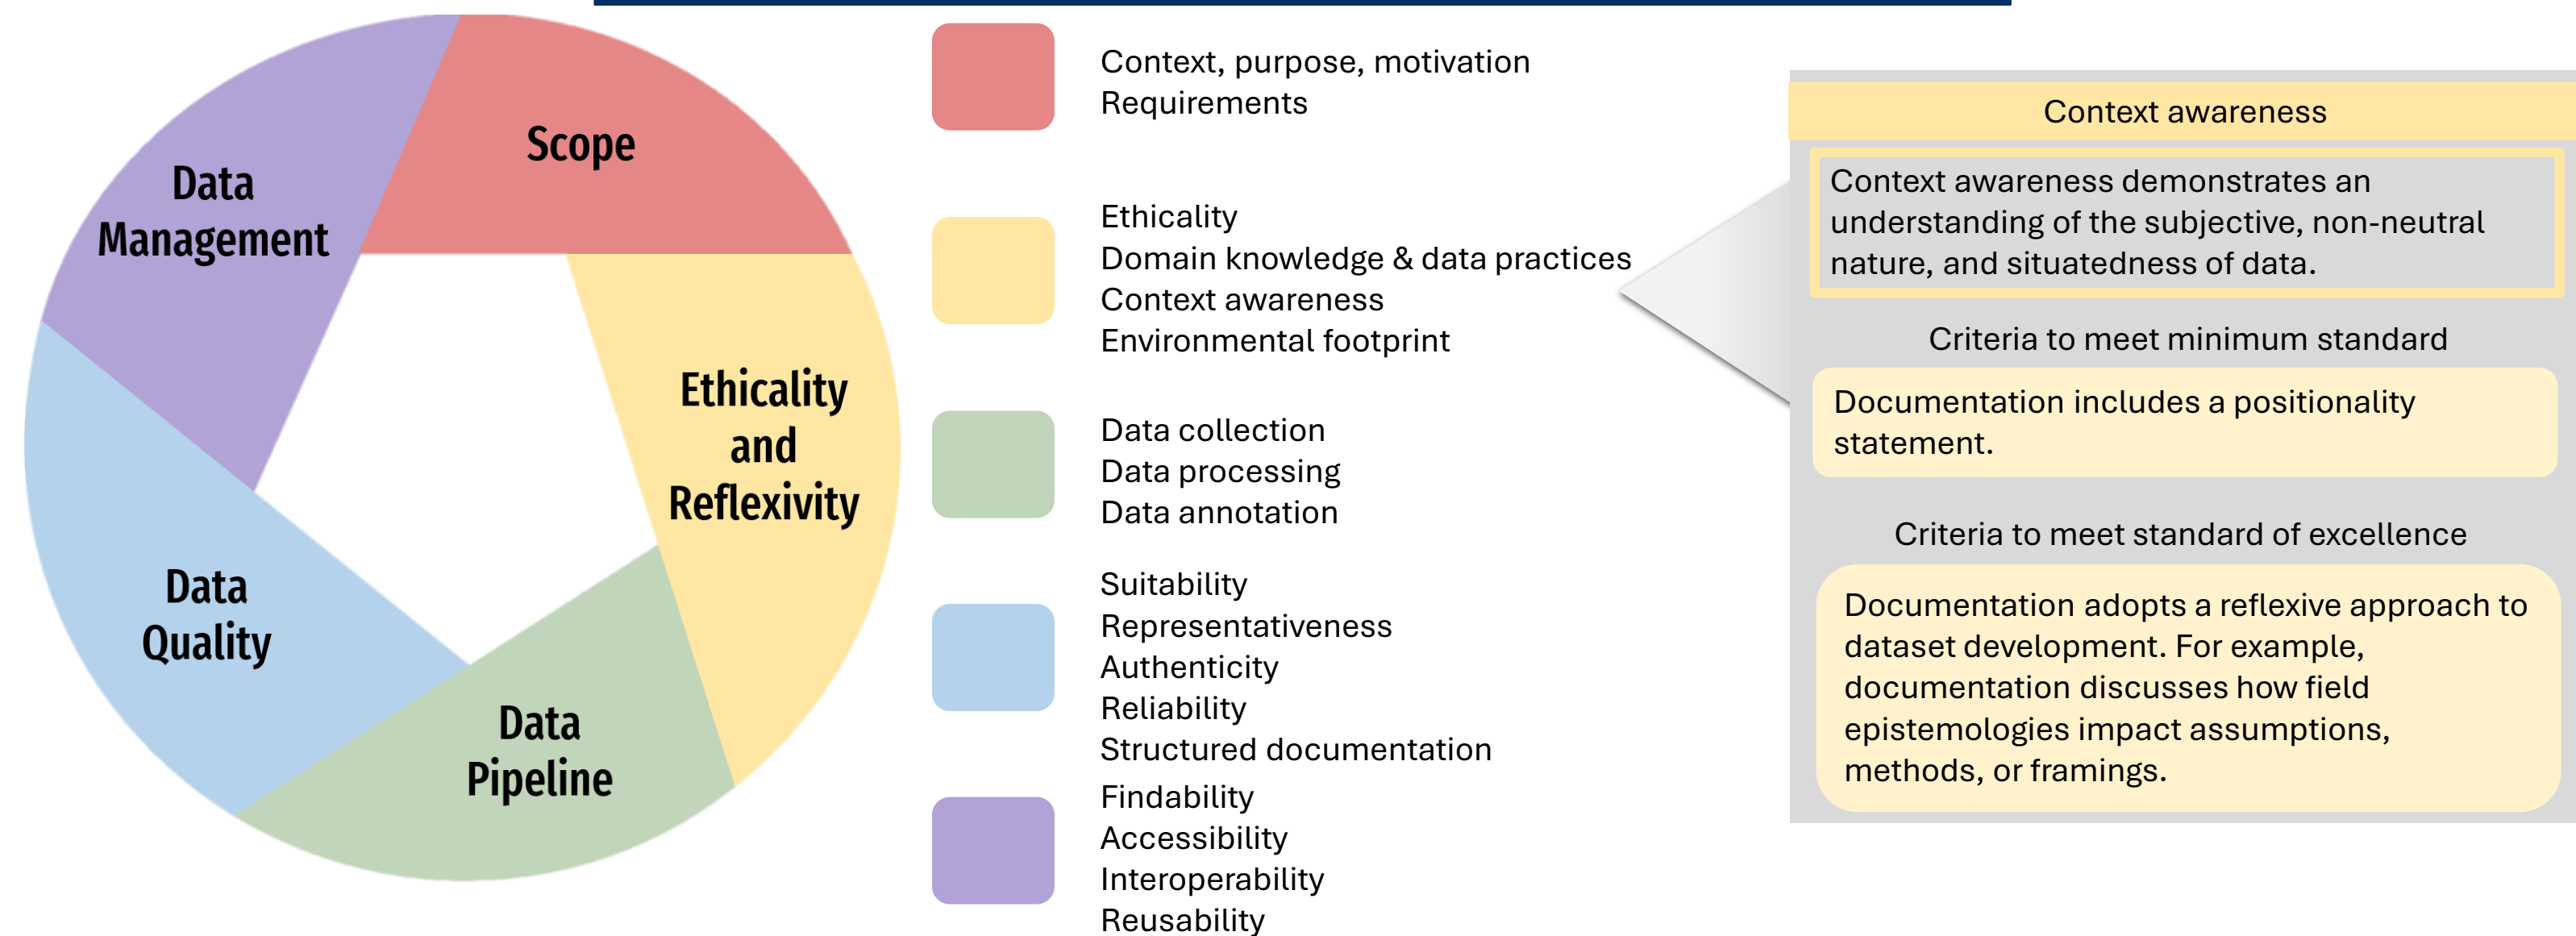 Scope
Data
Management
Ethicality
and
Reflexivity
Data
Quality
Data
Pipeline
Context, purpose, motivation
Requirements
Ethicality
Domain knowledge & data practices
Context awareness
Environmental footprint
Data collection
Data processing
Data annotation
Suitability
Representativeness
Authenticity
Reliability
Structured documentation
Findability
Accessibility
Interoperability
Reusability
Context awareness
Context awareness demonstrates an
understanding of the subjective, non-neutral
nature, and situatedness of data.
Criteria to meet minimum standard
Documentation includes a positionality
statement.
Criteria to meet standard of excellence
Documentation adopts a reflexive approach to
dataset development. For example,
documentation discusses how field
epistemologies impact assumptions,
methods, or framings.